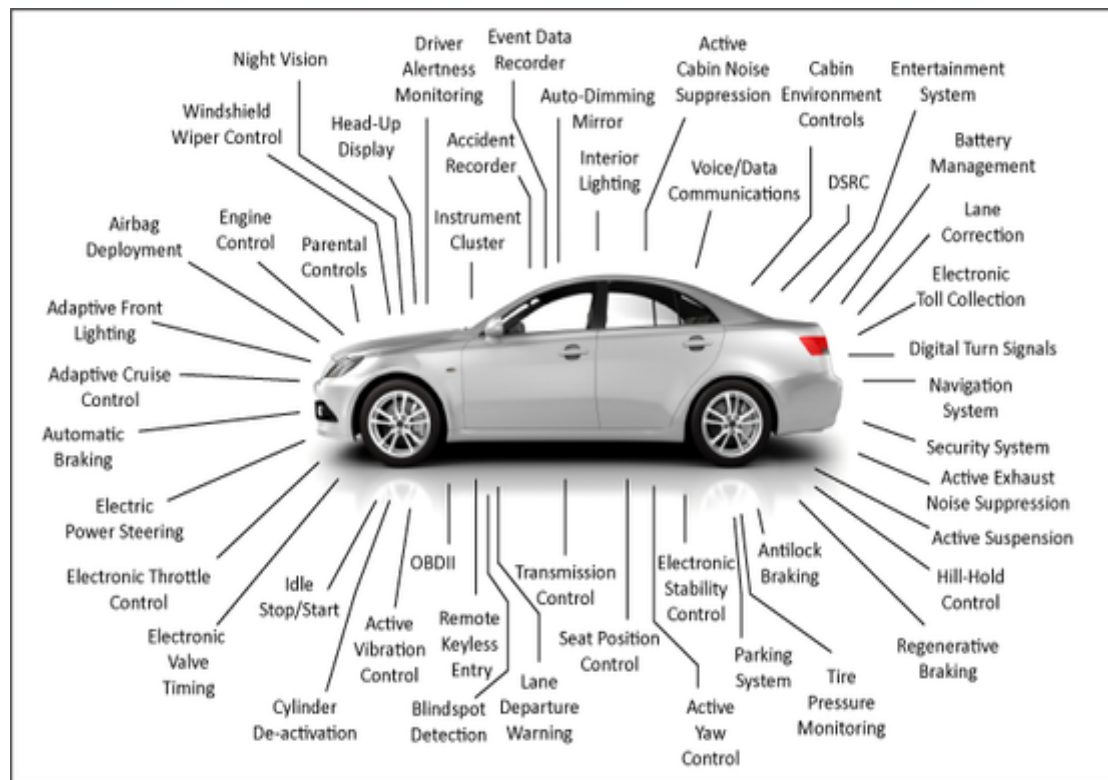 Night Vision
Driver
Alertness
Monitoring
Event Data
Recorder
Active
Cabin Noise
Suppression
Cabin
Environment
Controls
Entertainment
System
Windshield
Wiper Control
Head-Up
Display
Accident
Recorder
Auto-Dimming
Mirror
Interior
Lighting
Voice/Data
Communications
DSRC
Battery
Management
Airbag
Deployment
Engine
Control
Parental
Controls
Instrument
Cluster
Lane
Correction
Adaptive Front
Lighting
Electronic
Toll Collection
Adaptive Cruise
Control
Digital Turn Signals
Navigation
System
Automatic
Braking
Security System
Electric
Power Steering
Active Exhaust
Noise Suppression
Active Suspension
Electronic Throttle
Control
Idle
Stop/Start
OBDII
Transmission
Control
Electronic
Stability
Control
Antilock
Braking
Hill-Hold
Control
Electronic
Valve
Timing
Active
Vibration
Control
Remote
Keyless
Entry
Seat Position
Control
Parking
System
Regenerative
Braking
Cylinder
De-activation
Blindspot
Detection
Lane
Departure
Warning
Active
Yaw
Control
Tire
Pressure
Monitoring